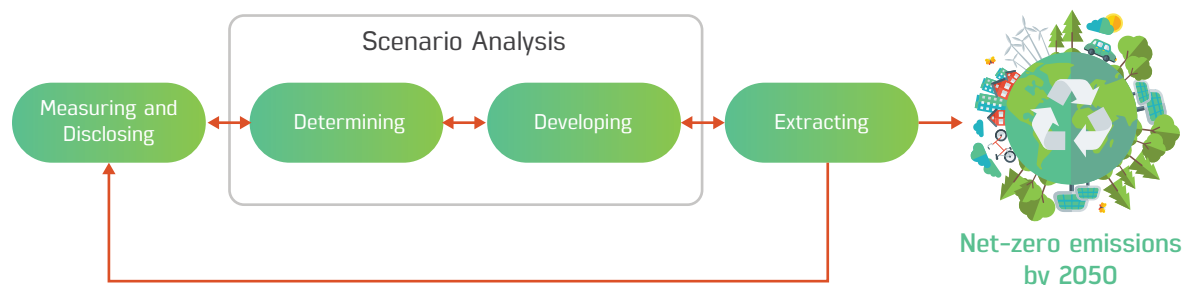 Scenario Analysis
Measuring and
Disclosing
Determining
Developing
Extracting
Net-zero emissions
by 2050